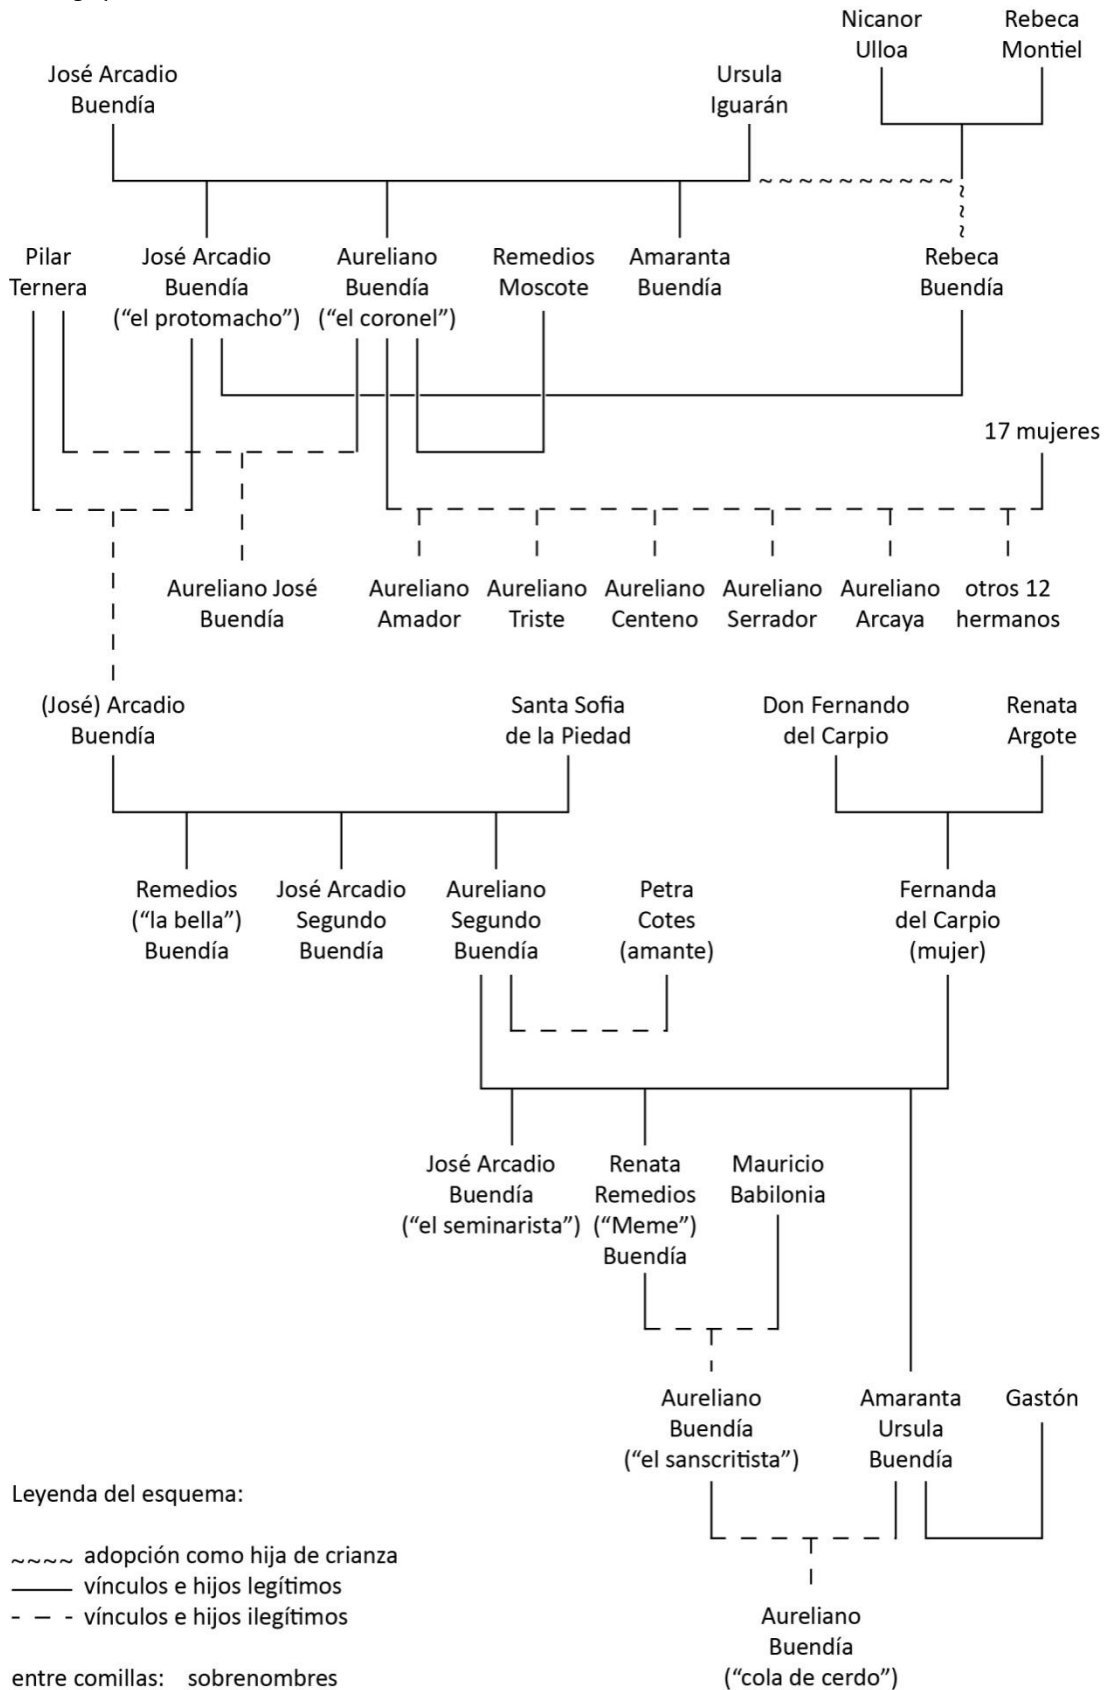 Nicanor
Ulloa
Rebeca
Montiel
José Arcadio
Buendía
Ursula
Iguarán
Pilar
Ternera
José Arcadio
Buendía
(“el protomacho”)
Aureliano
Buendía
(“el coronel”)
Remedios
Moscote
Amaranta
Buendía
Rebeca
Buendía
17 mujeres
Aureliano José
Buendía
Aureliano
Amador
Aureliano
Triste
Aureliano
Centeno
Aureliano
Serrador
Aureliano
Arcaya
otros 12
hermanos
(José) Arcadio
Buendía
Santa Sofia
de la Piedad
Don Fernando
del Carpio
Renata
Argote
Remedios
(“la bella”)
Buendía
José Arcadio
Segundo
Buendía
Aureliano
Segundo
Buendía
Petra
Cotes
(amante)
Fernanda
del Carpio
(mujer)
José Arcadio
Buendía
(“el seminarista”)
Renata
Remedios
(“Meme”)
Buendía
Mauricio
Babilonia
Aureliano
Buendía
(“el sanscritista”)
Amaranta
Ursula
Buendía
Gastón
Leyenda del esquema:
~~~~ adopción como hija de crianza
—— vínculos e hijos legítimos
- – - vínculos e hijos ilegítimos
entre comillas: sobrenombres
Aureliano
Buendía
(“cola de cerdo”)